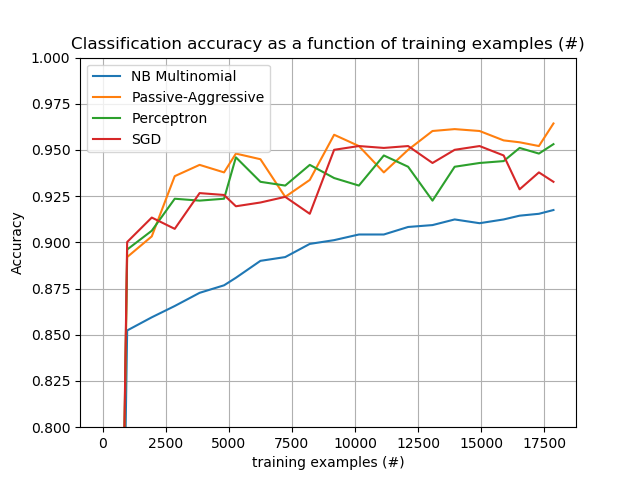 Classification accuracy as a function of training examples (#)
1.000
0.975
0.950
0.925
0.900
0.875
0.850
0.825
0.800
Accuracy
NB Multinomial
Passive-Aggressive
Perceptron
SGD
0 2500 5000 7500 10000 12500 15000 17500
training examples (#)